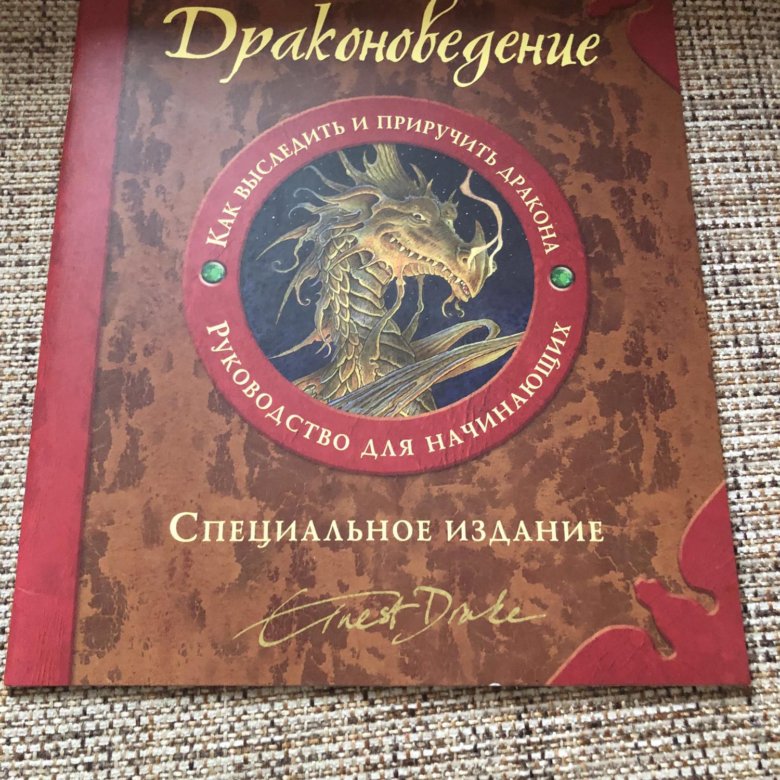 Драконоведение
Как выследить и приручить дракона
Руководство для начинающих
Специальное издание
Ernest Drake